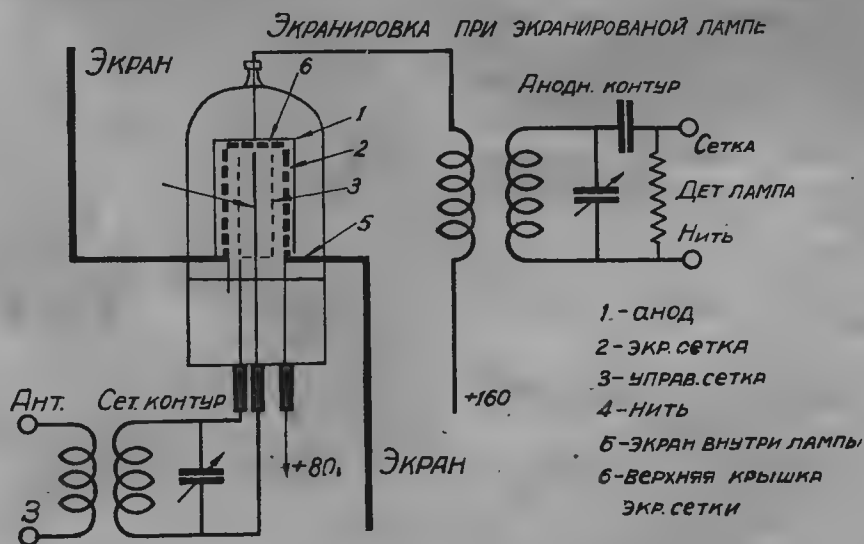 Экранировка при экранированой лампе
Экран
6
1
2
3
5
Анодн. контур
Сетка
Дет лампа
Нить
1.-анод
2-экр.сетка
3-управ.сетка
4-нить
5-экран внутри лампы
6-верхняя крышка
экр.сетки
+160
Ант.
Сет. контур
+80.
Экран
З